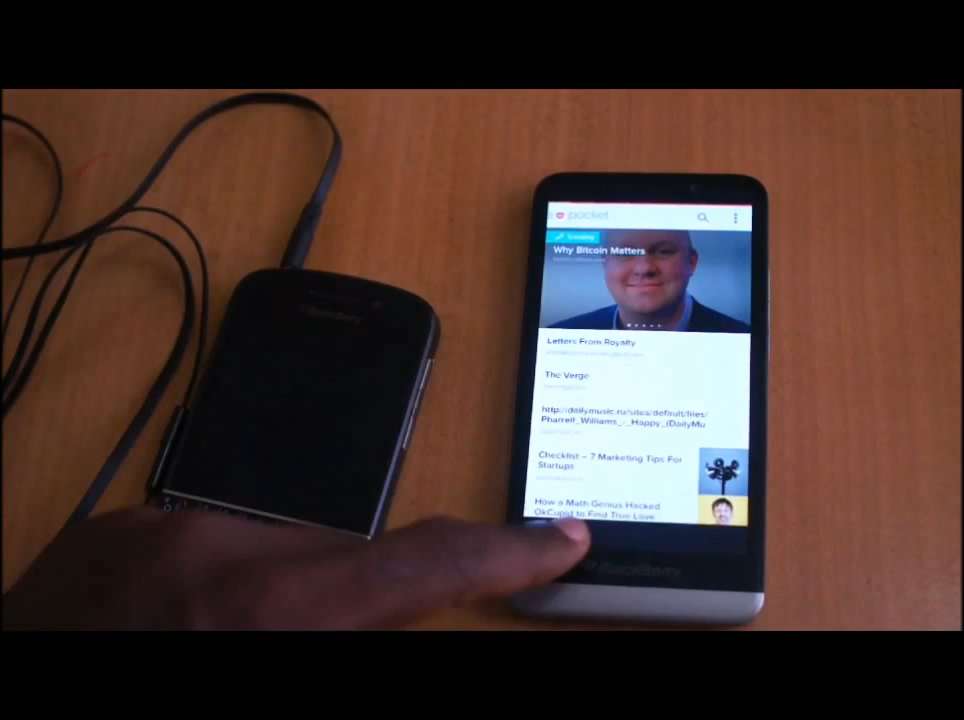 BlackBerry
pocket
Trending
Why Bitcoin Matters
Letters From Royalty
The Verge
http://dailymusic.ru/sites/default/files/
Pharrell_Williams_-_Happy_(DailyMu
Checklist – 7 Marketing Tips For
Startups
How a Math Genius Hacked
OkCupid to Find True Love
BlackBerry